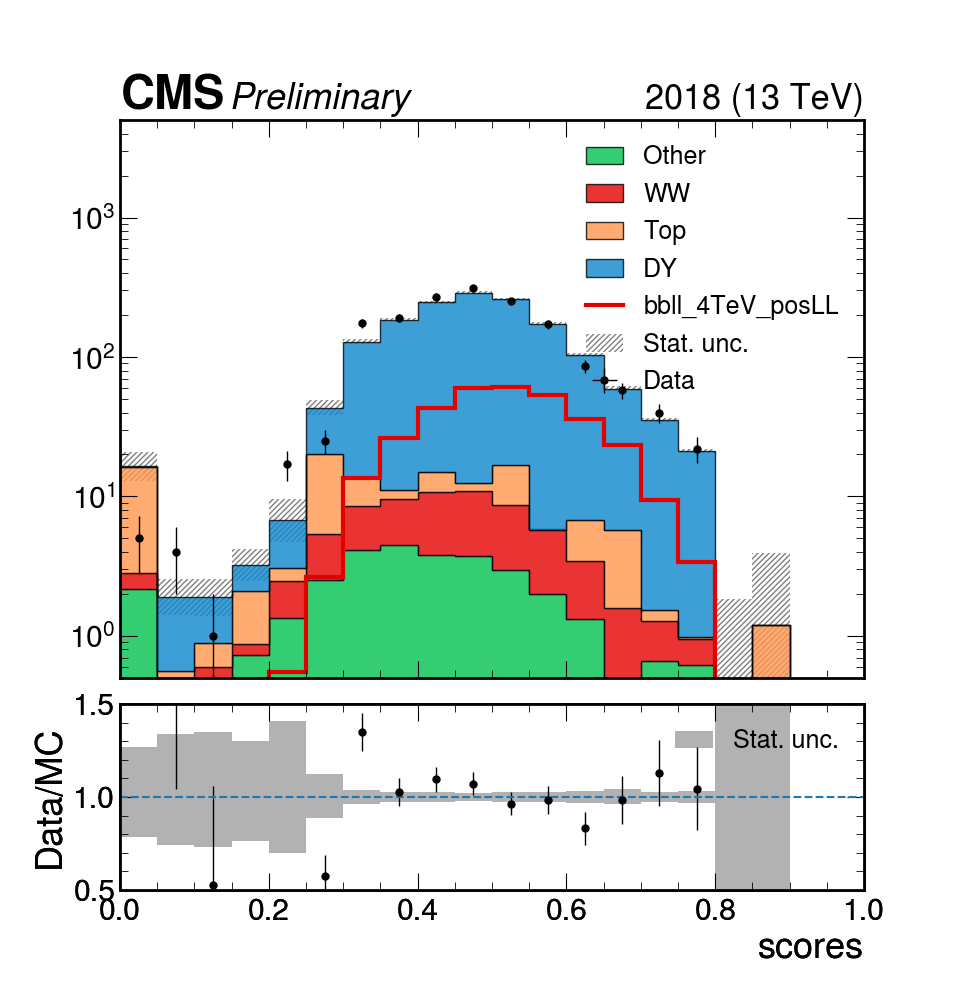 CMS Preliminary 2018 (13 TeV)
Other
WW
Top
DY
bbll_4TeV_posLL
Stat. unc.
Data
10³
10²
10¹
10⁰
Stat. unc.
Data/MC
1.5
1.0
0.5
0.0 0.2 0.4 0.6 0.8 1.0
scores